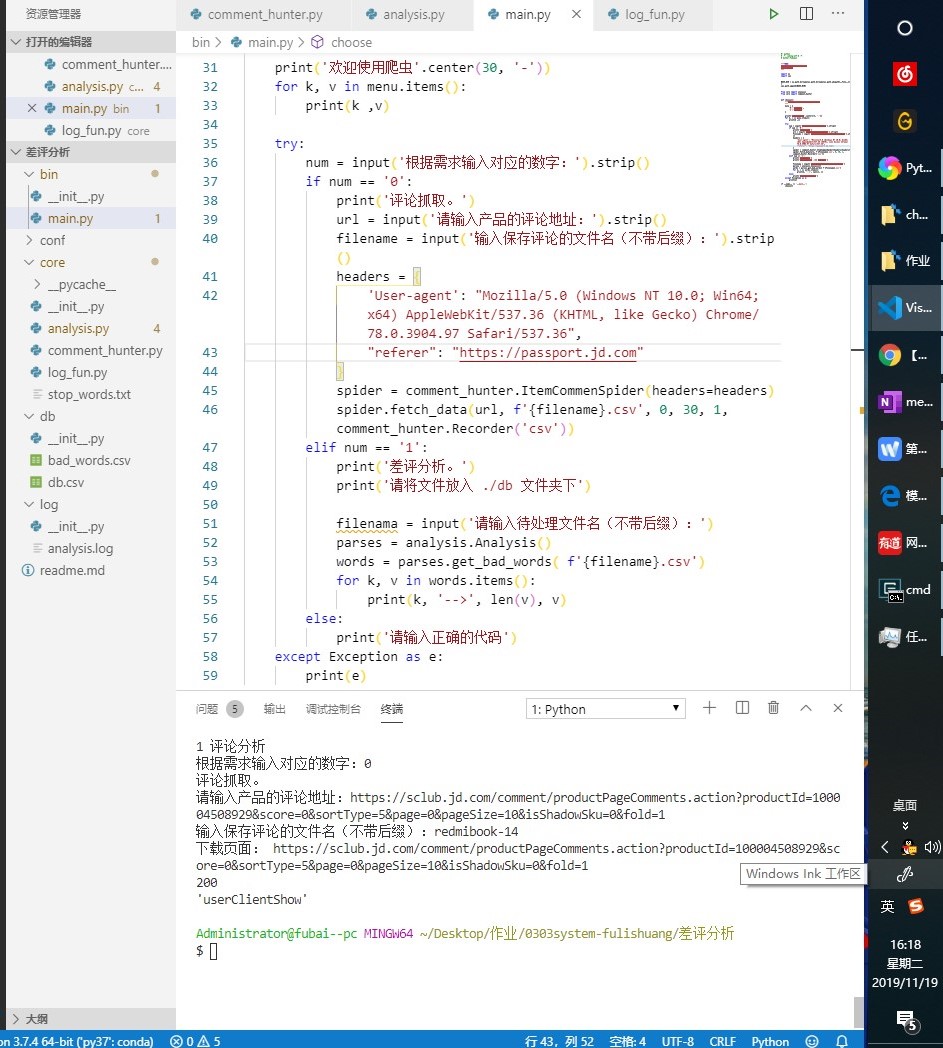 资源管理器
打开的编辑器
comment_hunter....
analysis.py c... 4
main.py bin 1
log_fun.py core
差评分析
bin
__init__.py
main.py 1
conf
core
__pycache__
__init__.py
analysis.py 4
comment_hunter.py
log_fun.py
stop_words.txt
db
__init__.py
bad_words.csv
db.csv
log
__init__.py
analysis.log
readme.md
大纲
comment_hunter.py analysis.py main.py log_fun.py
bin > main.py > choose
31 print('欢迎使用爬虫'.center(30, '-'))
32 for k, v in menu.items():
33 print(k ,v)
34
35 try:
36 num = input('根据需求输入对应的数字：').strip()
37 if num == '0':
38 print('评论抓取。')
39 url = input('请输入产品的评论地址：').strip()
40 filename = input('输入保存评论的文件名（不带后缀）：').strip
()
41 headers = {
42 'User-agent': "Mozilla/5.0 (Windows NT 10.0; Win64;
x64) AppleWebKit/537.36 (KHTML, like Gecko) Chrome/
78.0.3904.97 Safari/537.36",
43 "referer": "https://passport.jd.com"
44 }
45 spider = comment_hunter.ItemCommenSpider(headers=headers)
46 spider.fetch_data(url, f'{filename}.csv', 0, 30, 1,
comment_hunter.Recorder('csv'))
47 elif num == '1':
48 print('差评分析。')
49 print('请将文件放入 ./db 文件夹下')
50
51 filenama = input('请输入待处理文件名（不带后缀）：')
52 parses = analysis.Analysis()
53 words = parses.get_bad_words( f'{filename}.csv')
54 for k, v in words.items():
55 print(k, '-->', len(v), v)
56 else:
57 print('请输入正确的代码')
58 except Exception as e:
59 print(e)
问题 5 输出 调试控制台 终端 1: Python
1 评论分析
根据需求输入对应的数字：0
评论抓取。
请输入产品的评论地址：https://sclub.jd.com/comment/productPageComments.action?productId=1000
04508929&score=0&sortType=5&page=0&pageSize=10&isShadowSku=0&fold=1
输入保存评论的文件名（不带后缀）：redmibook-14
下载页面： https://sclub.jd.com/comment/productPageComments.action?productId=100004508929&sc
ore=0&sortType=5&page=0&pageSize=10&isShadowSku=0&fold=1
200
'userClientShow'
Administrator@fubai--pc MINGW64 ~/Desktop/作业/0303system-fulishuang/差评分析
$
Windows Ink 工作区
on 3.7.4 64-bit ('py37': conda) 0 5 行 43，列 52 空格: 4 UTF-8 CRLF Python
Pyt...
ch...
作业
Vis...
【...
me...
第...
模...
有道 网...
cmd
任...
桌面
英
16:18
星期二
2019/11/19
5